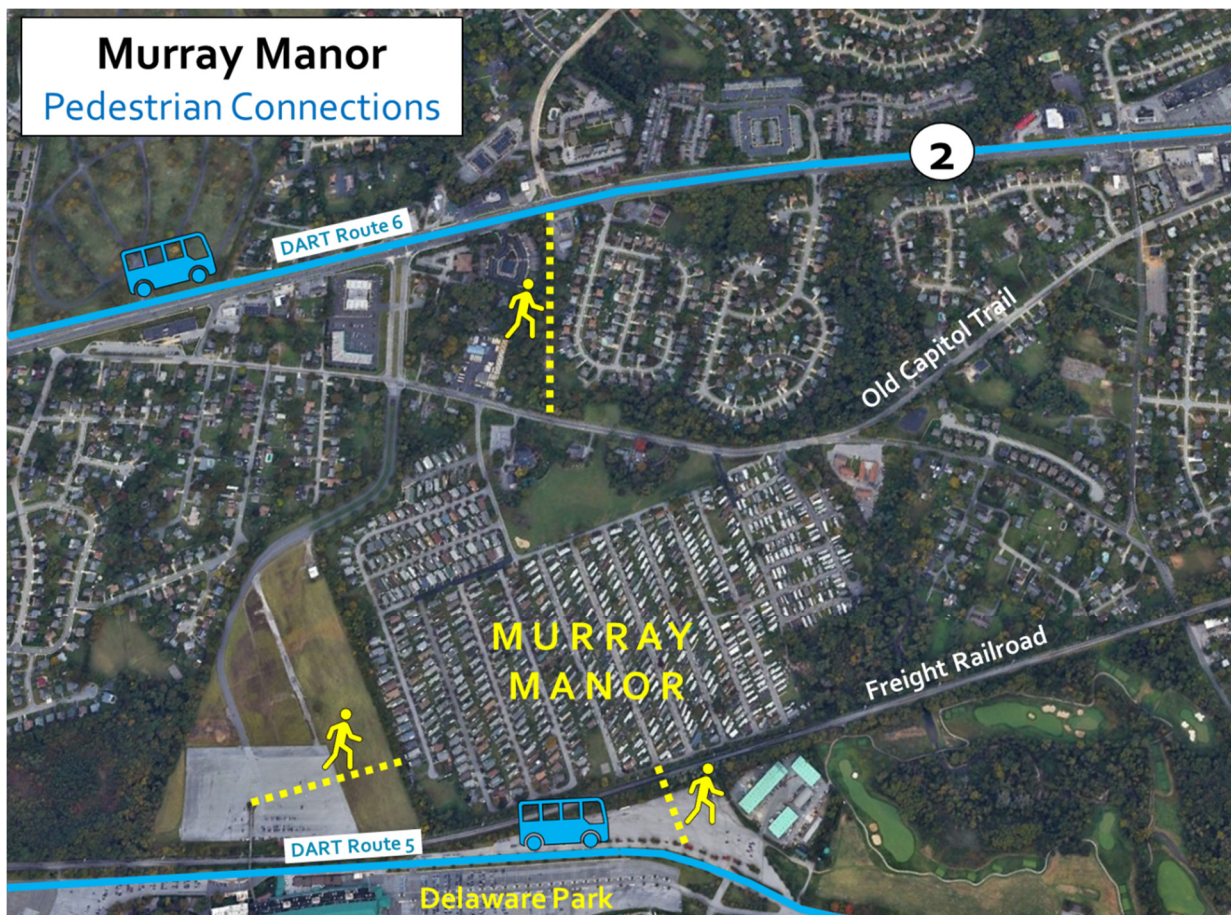 Murray Manor
Pedestrian Connections
2
DART Route 6
Old Capitol Trail
MURRAY
MANOR
Freight Railroad
DART Route 5
Delaware Park